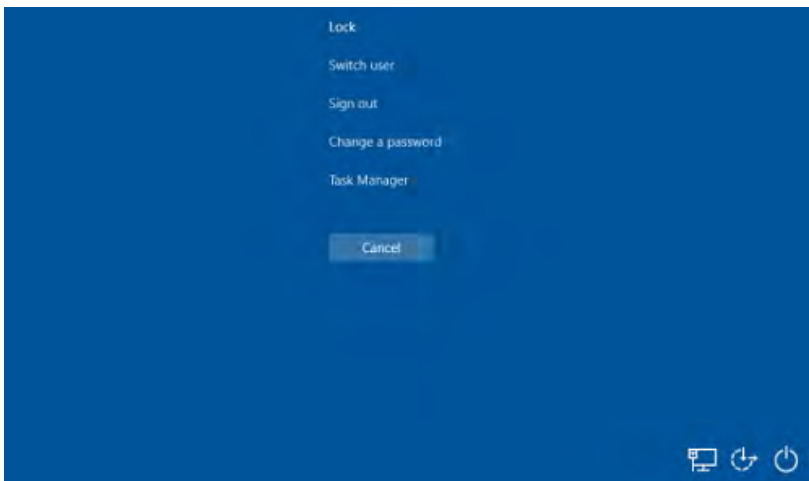 Lock
Switch user
Sign out
Change a password
Task Manager
Cancel